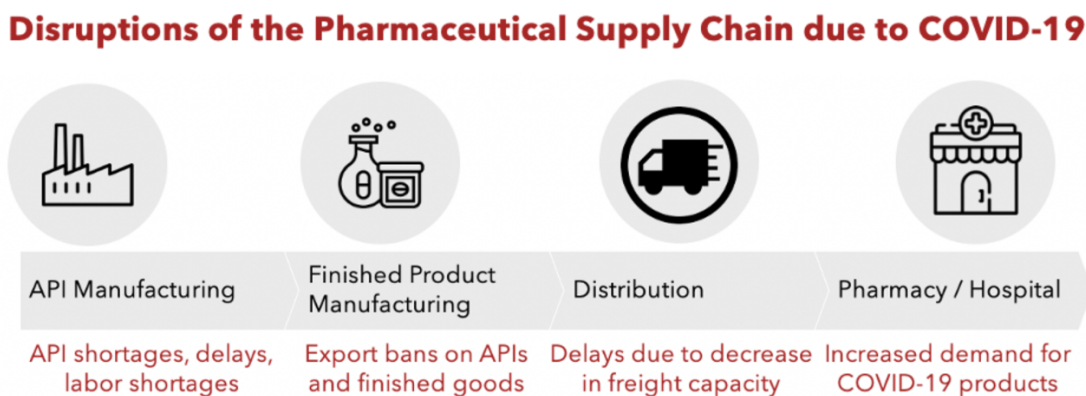 Disruptions of the Pharmaceutical Supply Chain due to COVID-19
API Manufacturing
Finished Product
Manufacturing
Distribution
Pharmacy / Hospital
API shortages, delays,
labor shortages
Export bans on APIs
and finished goods
Delays due to decrease
in freight capacity
Increased demand for
COVID-19 products